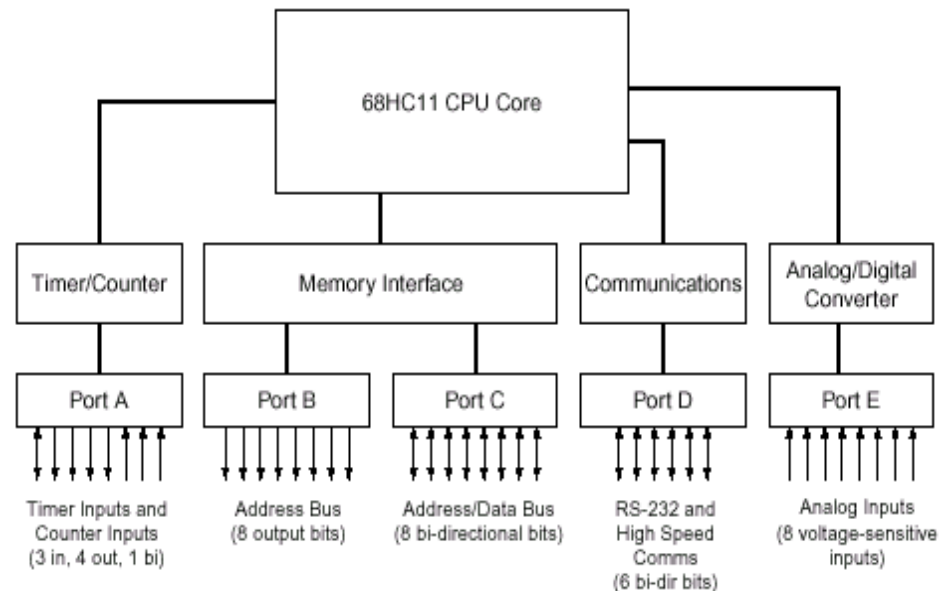 68HC11 CPU Core
Timer/Counter
Memory Interface
Communications
Analog/Digital
Converter
Port A
Port B
Port C
Port D
Port E
Timer Inputs and
Counter Inputs
(3 in, 4 out, 1 bi)
Address Bus
(8 output bits)
Address/Data Bus
(8 bi-directional bits)
RS-232 and
High Speed
Comms
(6 bi-dir bits)
Analog Inputs
(8 voltage-sensitive
inputs)